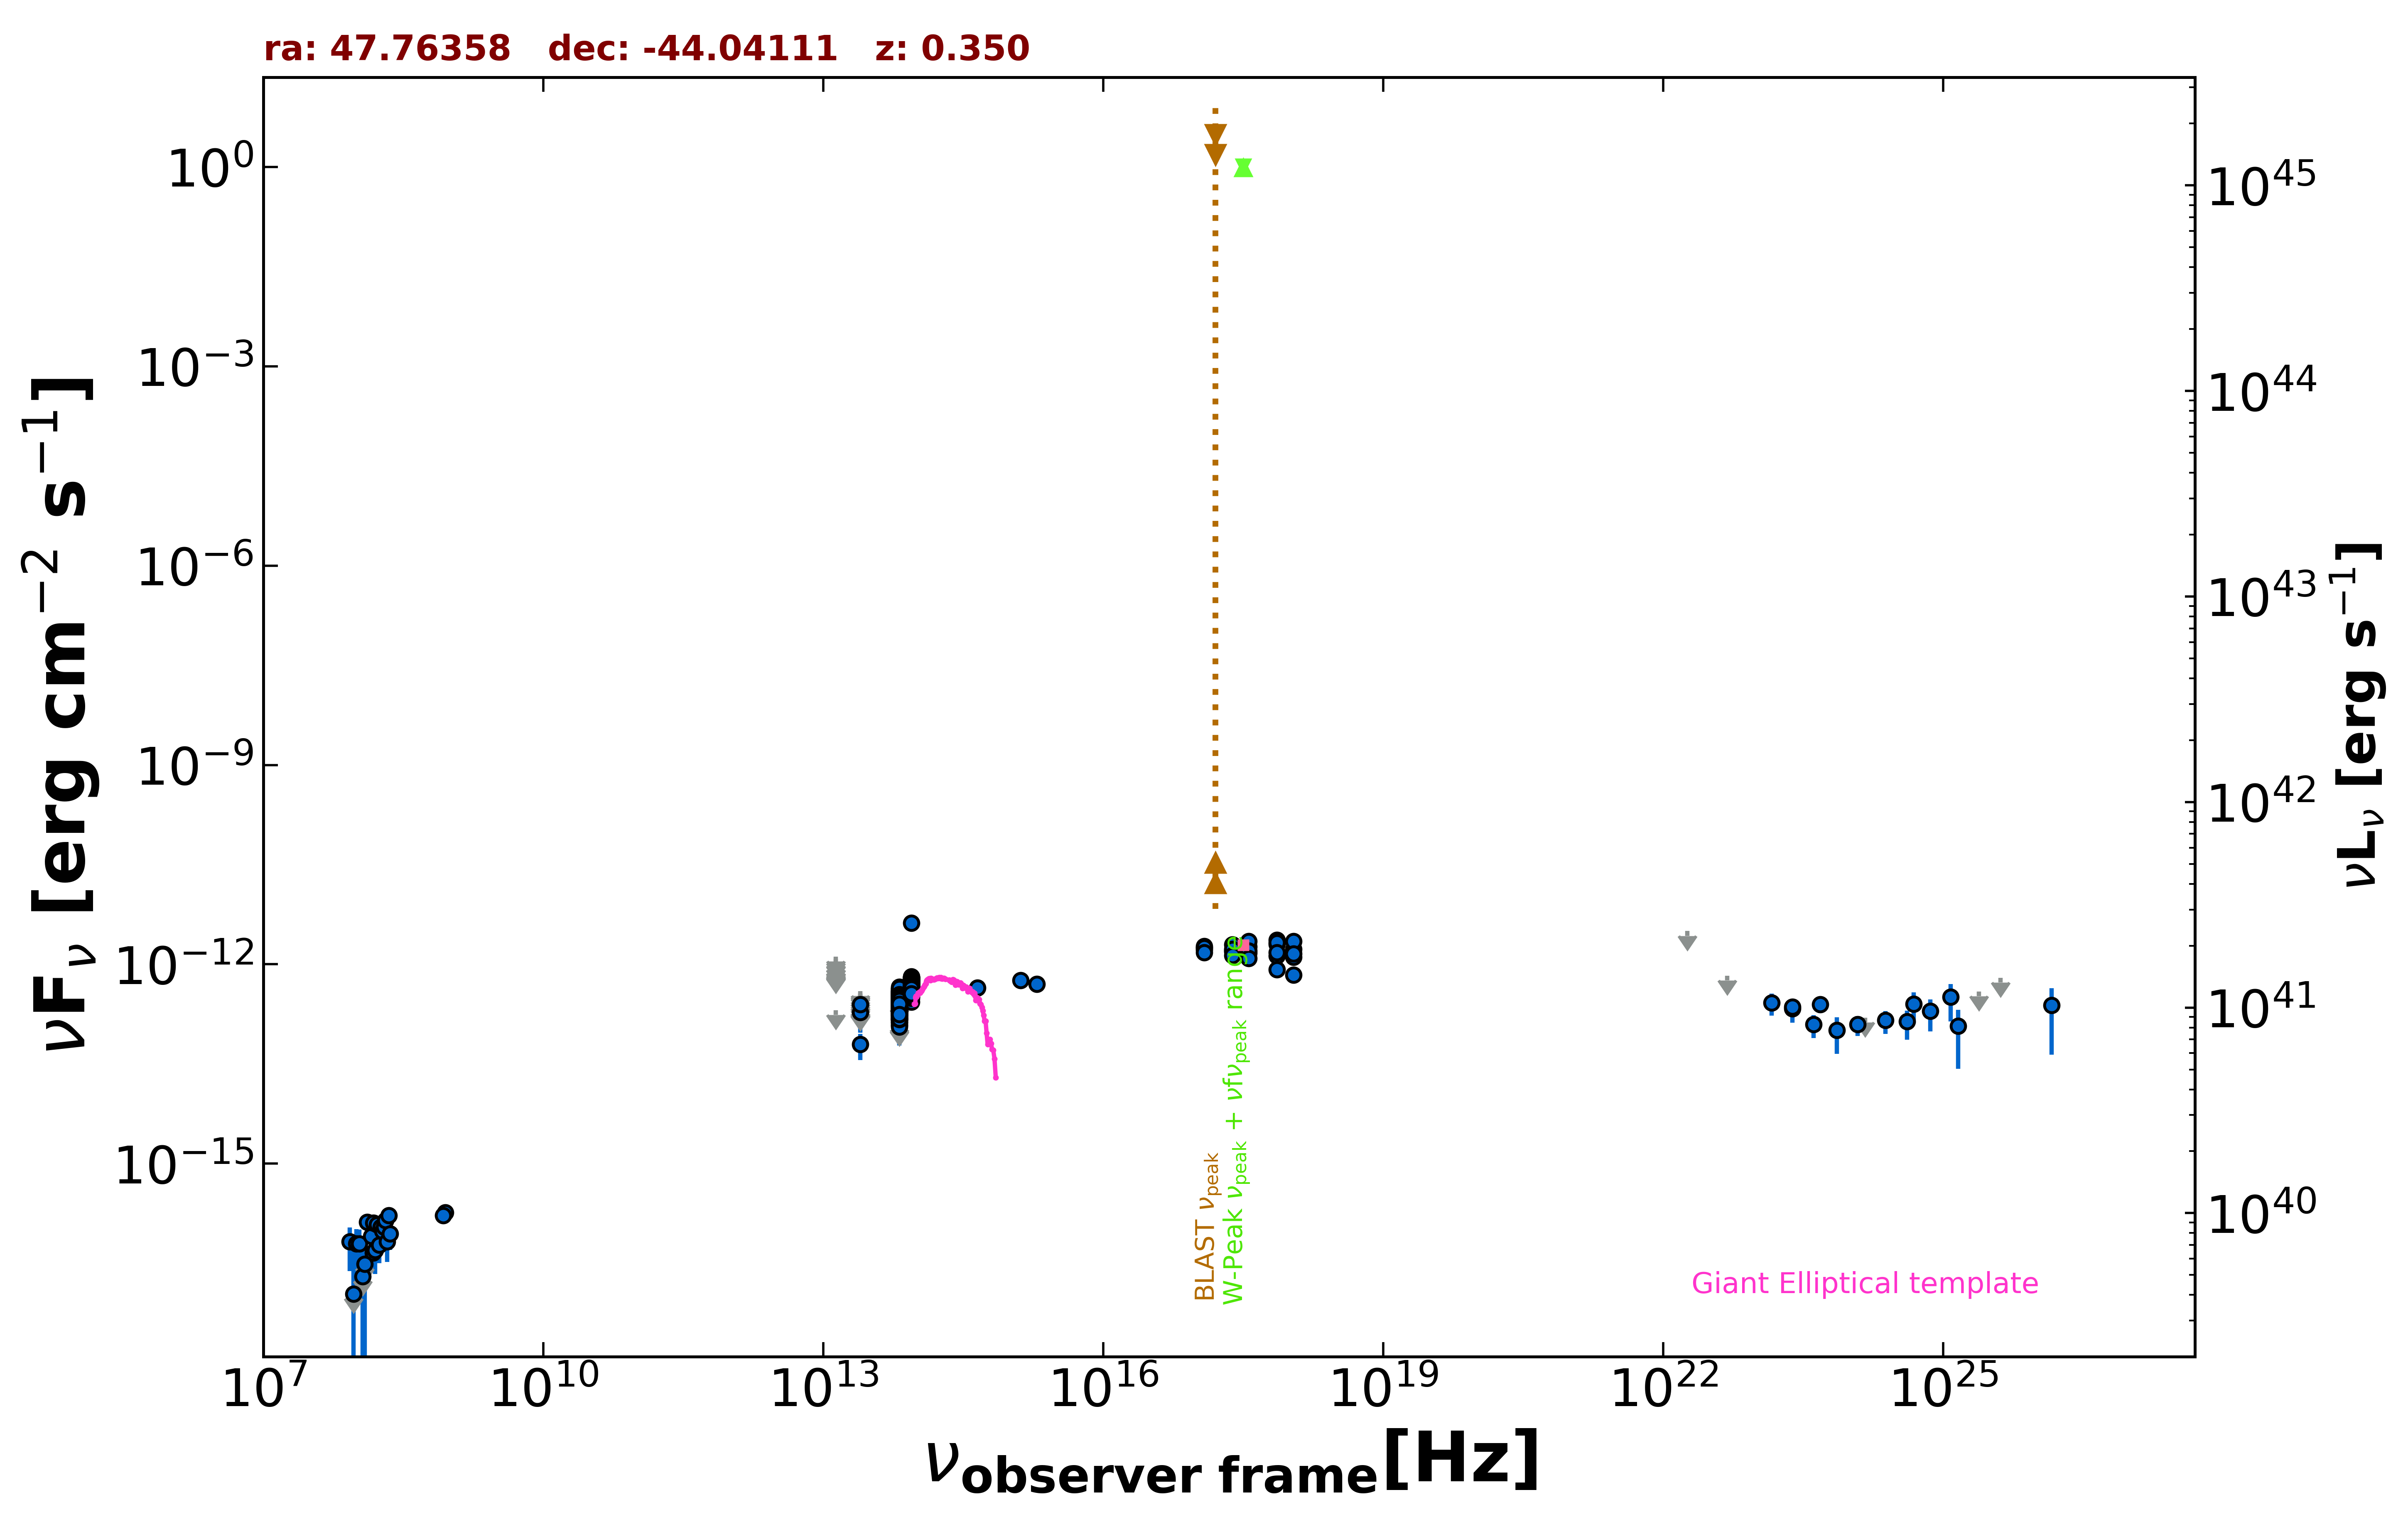 ra: 47.76358   dec: -44.04111   z: 0.350
νFν [erg cm−2 s−1]
10^0
10^−3
10^−6
10^−9
10^−12
10^−15
10^45
10^44
10^43
10^42
10^41
10^40
νLν [erg s−1]
BLAST νpeak
W-Peak νpeak + νfνpeak range
Giant Elliptical template
10^7 10^10 10^13 10^16 10^19 10^22 10^25
νobserver frame[Hz]